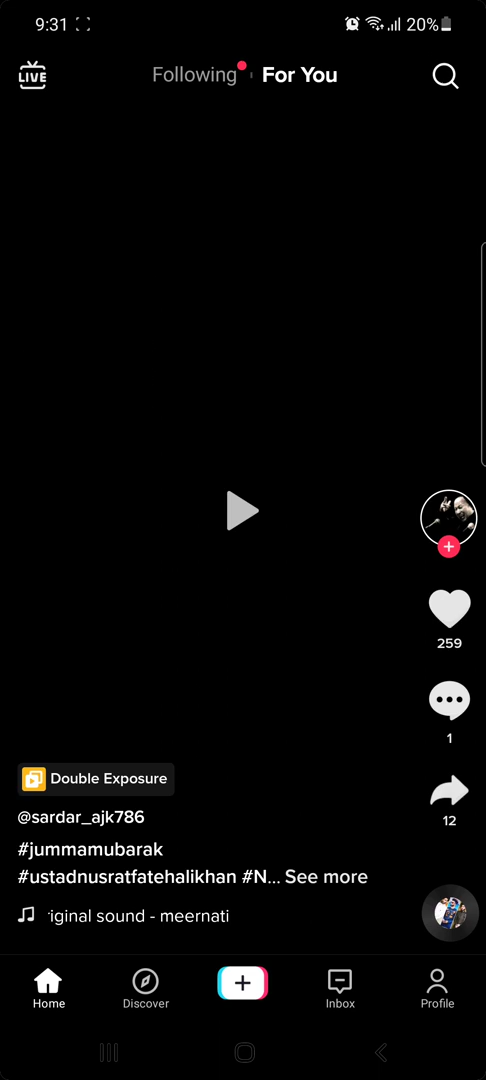 9:31
20%
LIVE
Following
For You
259
1
12
Double Exposure
@sardar_ajk786
#jummamubarak
#ustadnusratfatehalikhan #N... See more
iginal sound - meernati
Home
Discover
Inbox
Profile